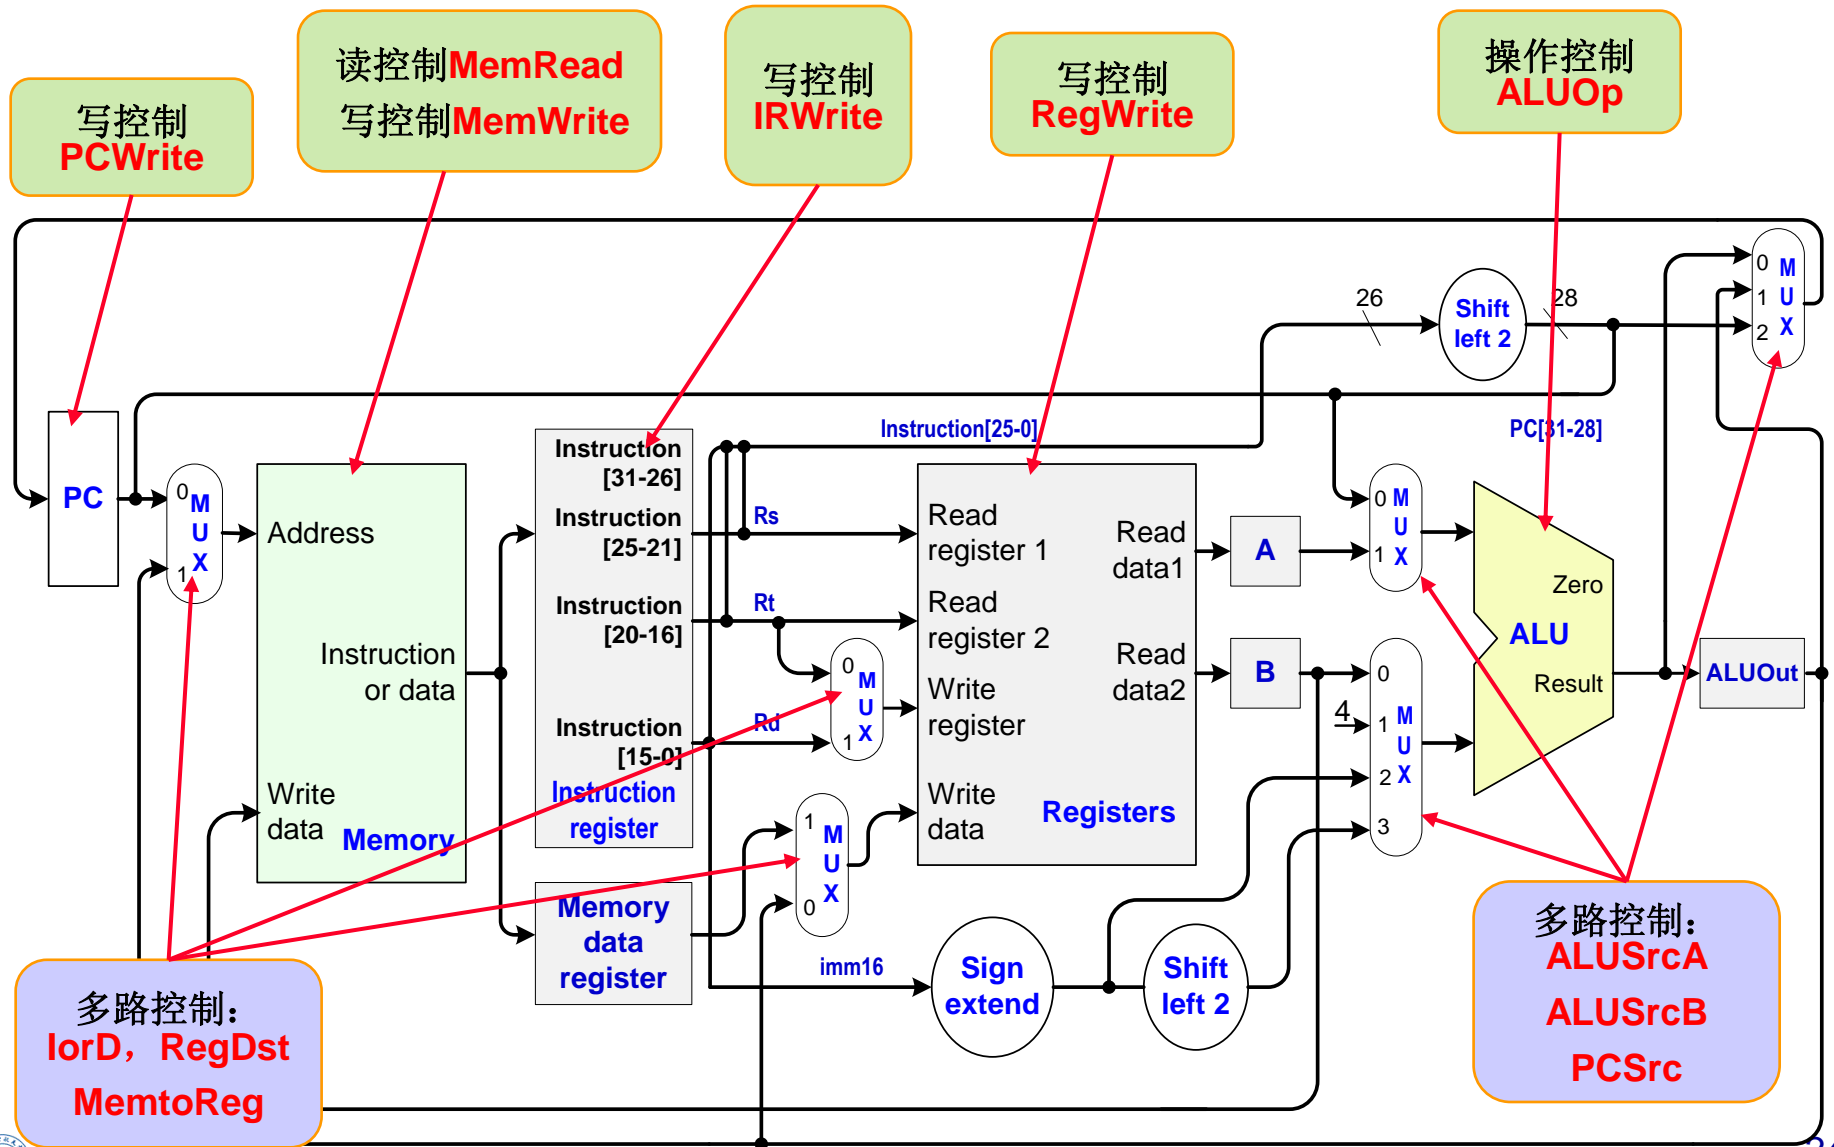 写控制
PCWrite
读控制MemRead
写控制MemWrite
写控制
IRWrite
写控制
RegWrite
操作控制
ALUOp
26
Shift
left 2
28
0
1
2
M
U
X
Instruction[25-0]
PC[31-28]
PC
0
M
U
X
1
Address
Instruction
or data
Write
data
Memory
Instruction
[31-26]
Instruction
[25-21]
Instruction
[20-16]
Instruction
[15-0]
Instruction
register
Rs
Rt
Rd
0
M
U
X
1
Read
register 1
Read
register 2
Write
register
Write
data
Read
data1
Read
data2
Registers
A
B
0
M
U
X
1
0
4
1
M
U
X
2
3
Zero
ALU
Result
ALUOut
1
M
U
X
0
Memory
data
register
imm16
Sign
extend
Shift
left 2
多路控制：
IorD，RegDst
MemtoReg
多路控制：
ALUSrcA
ALUSrcB
PCSrc